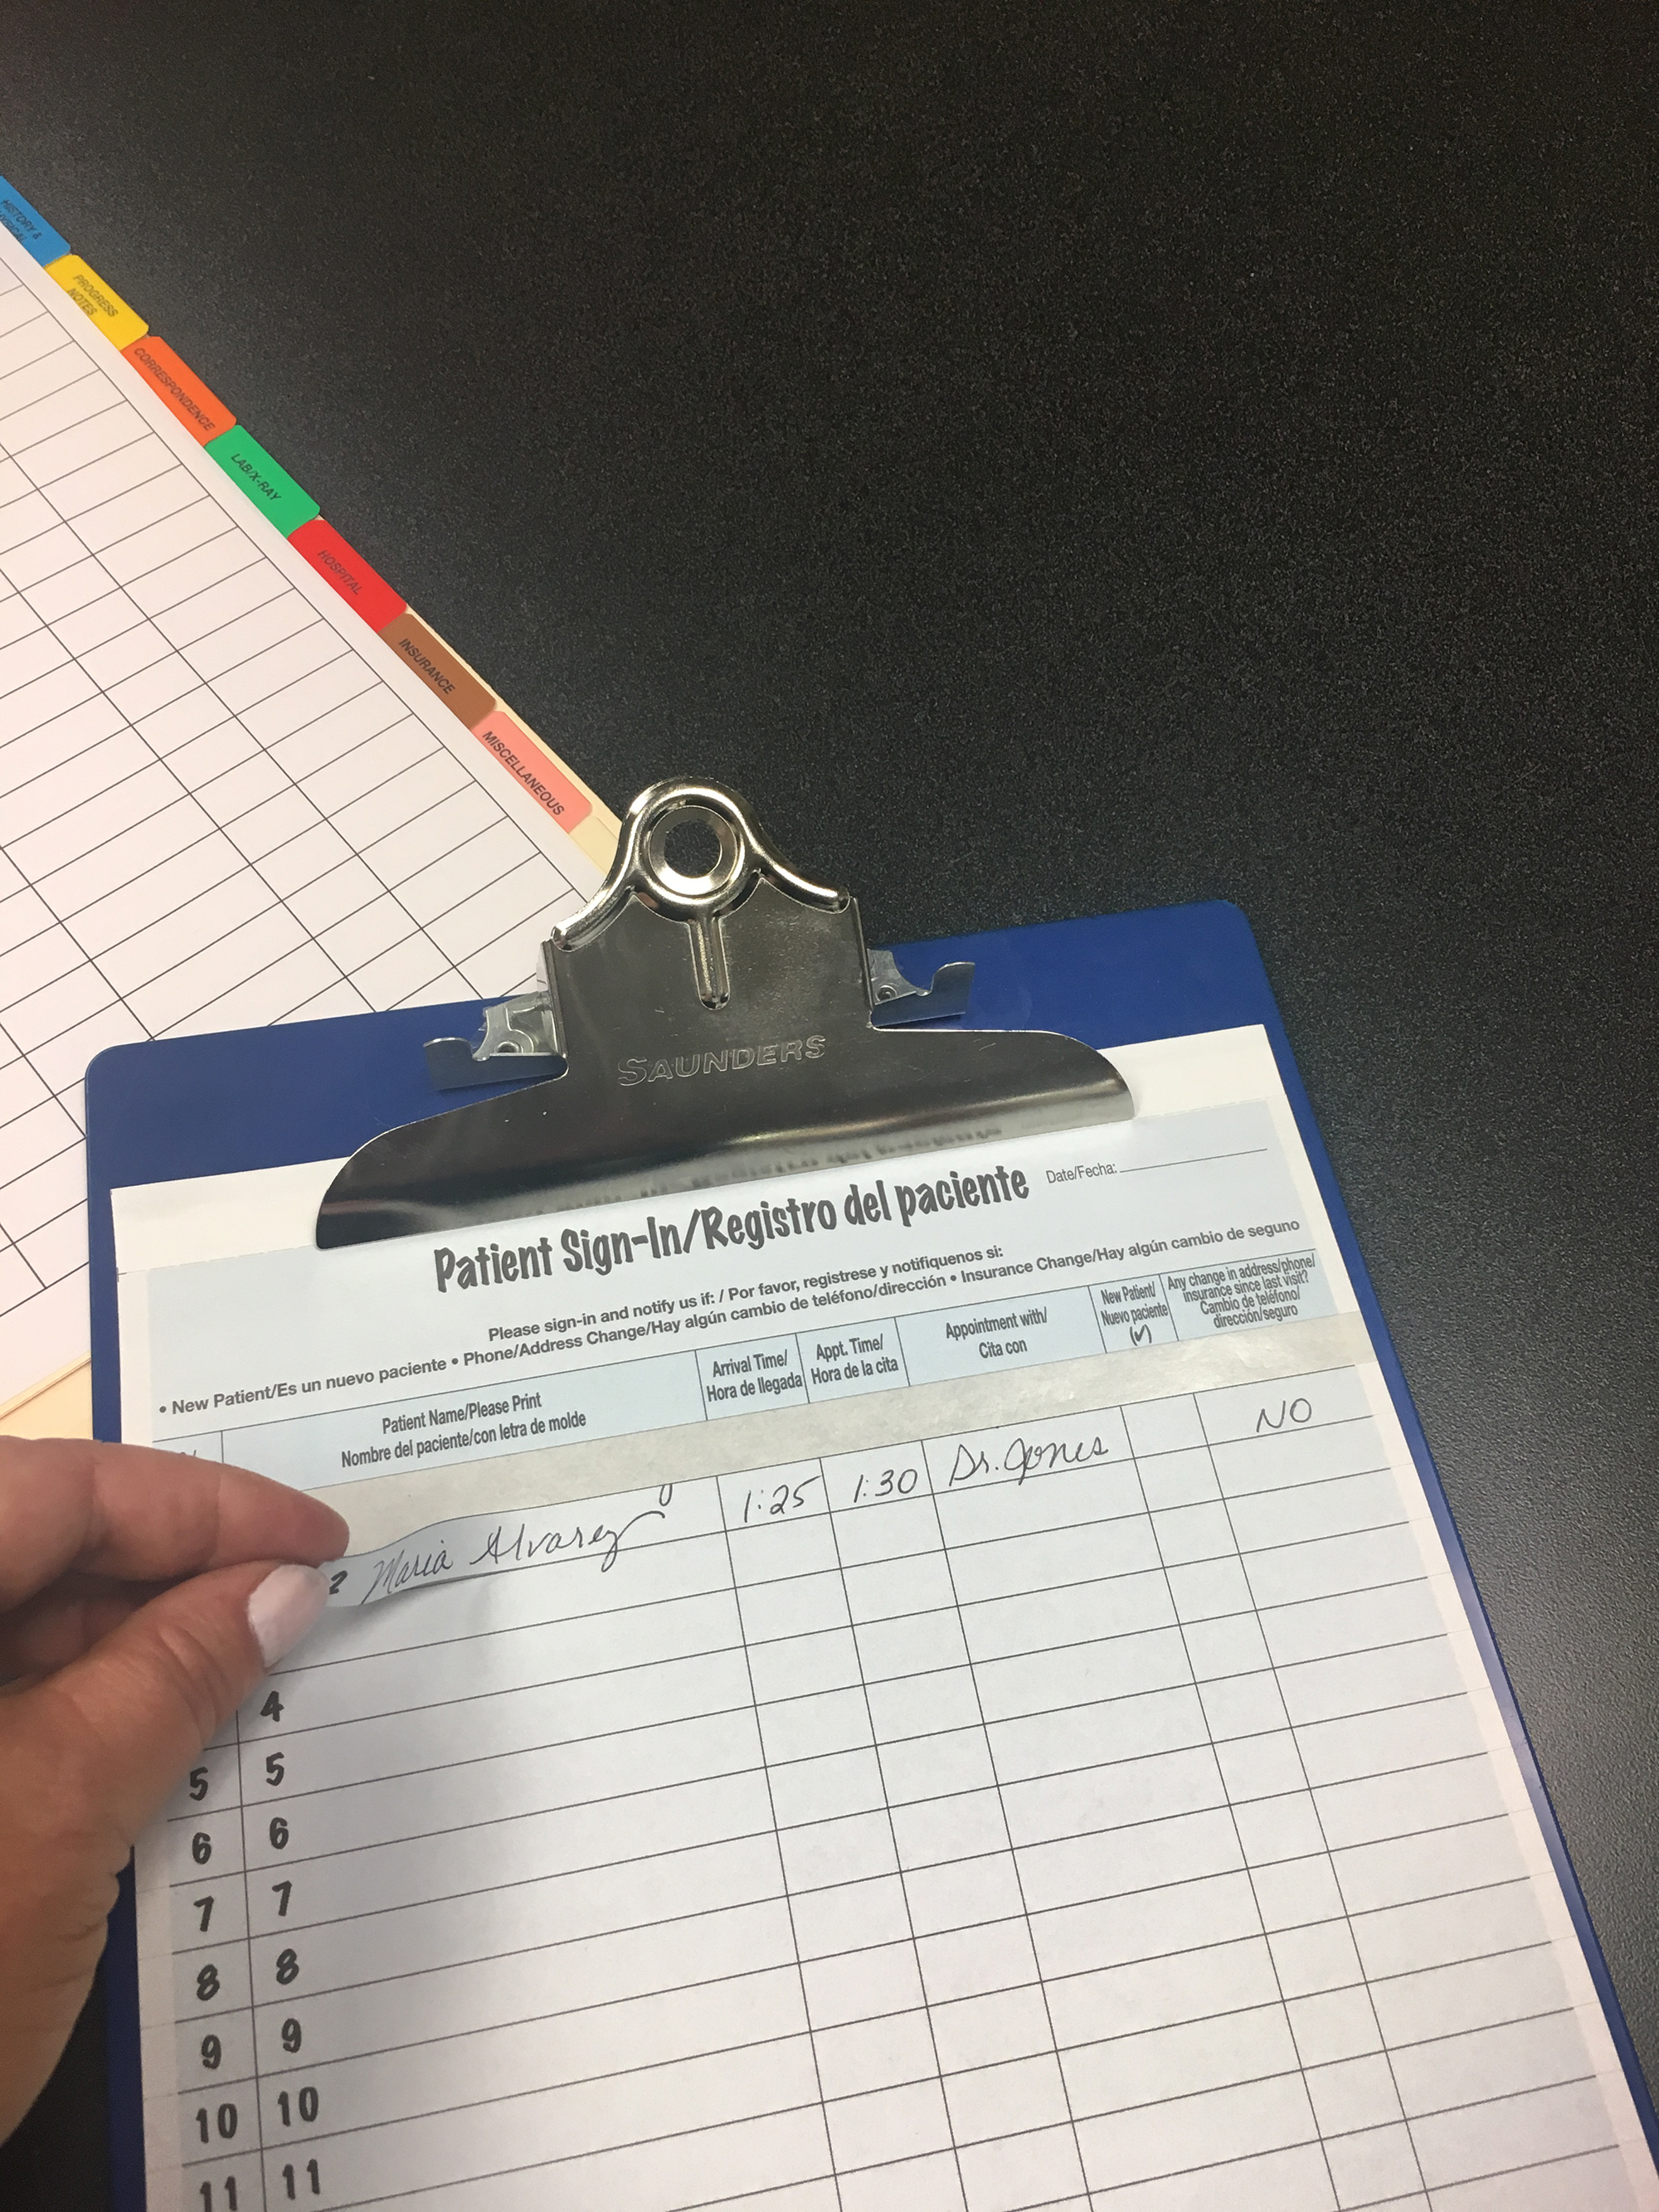 HISTORY &
PROGRESS
NOTES
CORRESPONDENCE
LAB/X-RAY
HOSPITAL
INSURANCE
MISCELLANEOUS
SAUNDERS
Patient Sign-In/Registro del paciente Date/Fecha:
Please sign-in and notify us if: / Por favor, registrese y notifiquenos si:
• New Patient/Es un nuevo paciente • Phone/Address Change/Hay algún cambio de teléfono/dirección • Insurance Change/Hay algún cambio de seguno
Patient Name/Please Print
Nombre del paciente/con letra de molde
Arrival Time/
Hora de llegada
Appt. Time/
Hora de la cita
Appointment with/
Cita con
New Patient/
Nuevo paciente
(✓)
Any change in address/phone/
insurance since last visit?
Cambio de teléfono/
dirección/seguro
2 Maria Alvarez 1:25 1:30 Dr. Jones NO
4
5 5
6 6
7 7
8 8
9 9
10 10
11 11